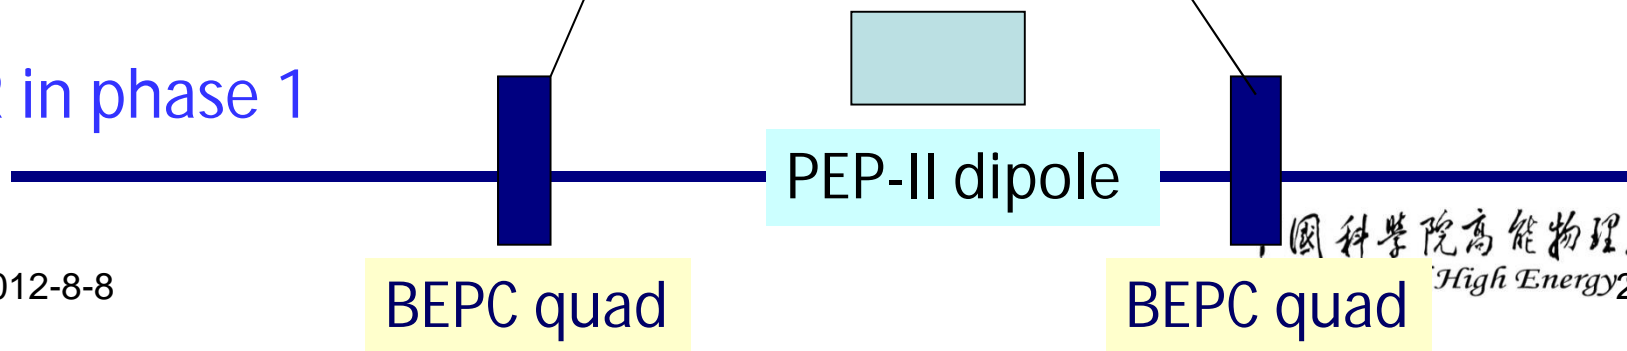 in phase 1
PEP-II dipole
國科學院高能物理
012-8-8
BEPC quad
BEPC quad
High Energy